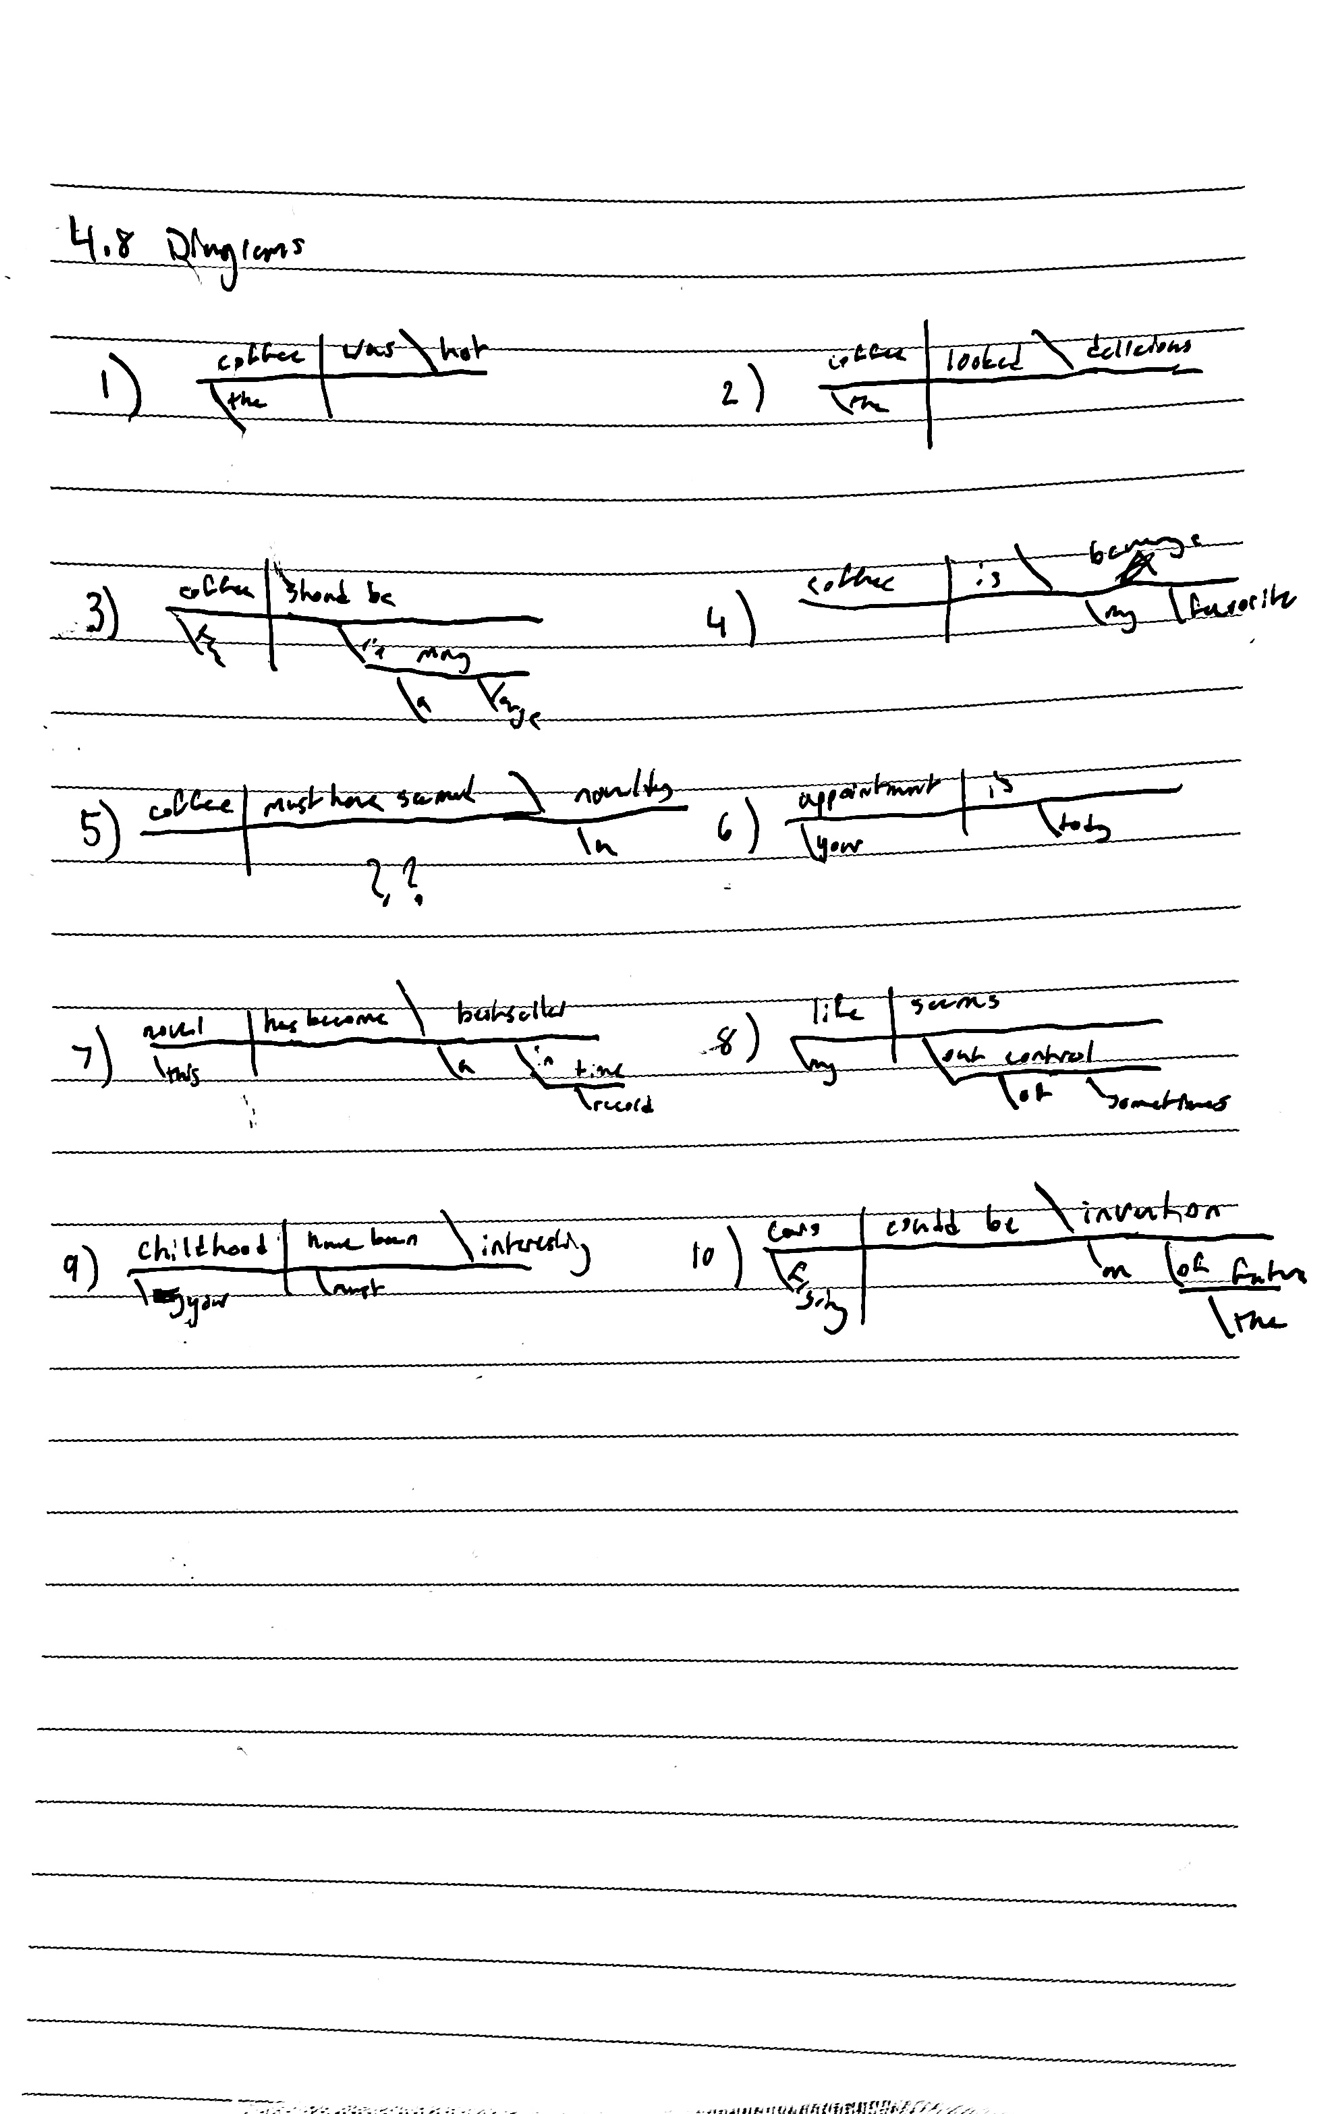 4.8 Diagrams
1) coffee was hot
the
2) coffee looked delicious
the
3) coffee should be
in mug
a
4) coffee is beverage
my favorite
5) coffee must have seemed novelty
a
??
6) appointment is
your today
7) novel has become bestseller
this a in time
record
8) life seems
my out control
of sometimes
9) childhood have been interesting
your must
10) cars could be invention
an of future
the